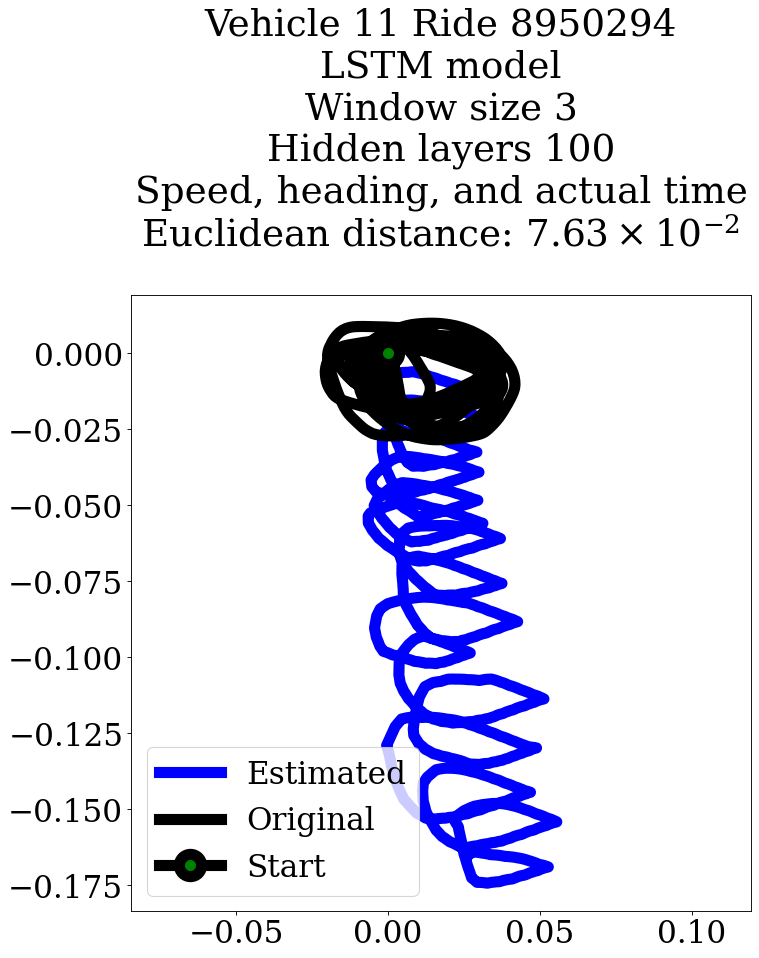 Vehicle 11 Ride 8950294
LSTM model
Window size 3
Hidden layers 100
Speed, heading, and actual time
Euclidean distance: 7.63 × 10⁻²
0.000
−0.025
−0.050
−0.075
−0.100
−0.125
−0.150
−0.175
Estimated
Original
Start
−0.05 0.00 0.05 0.10